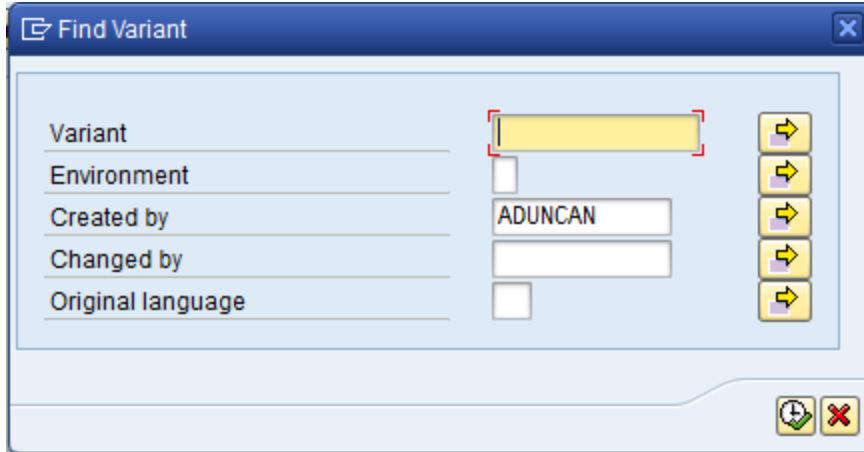 Find Variant
Variant
Environment
Created by ADUNCAN
Changed by
Original language